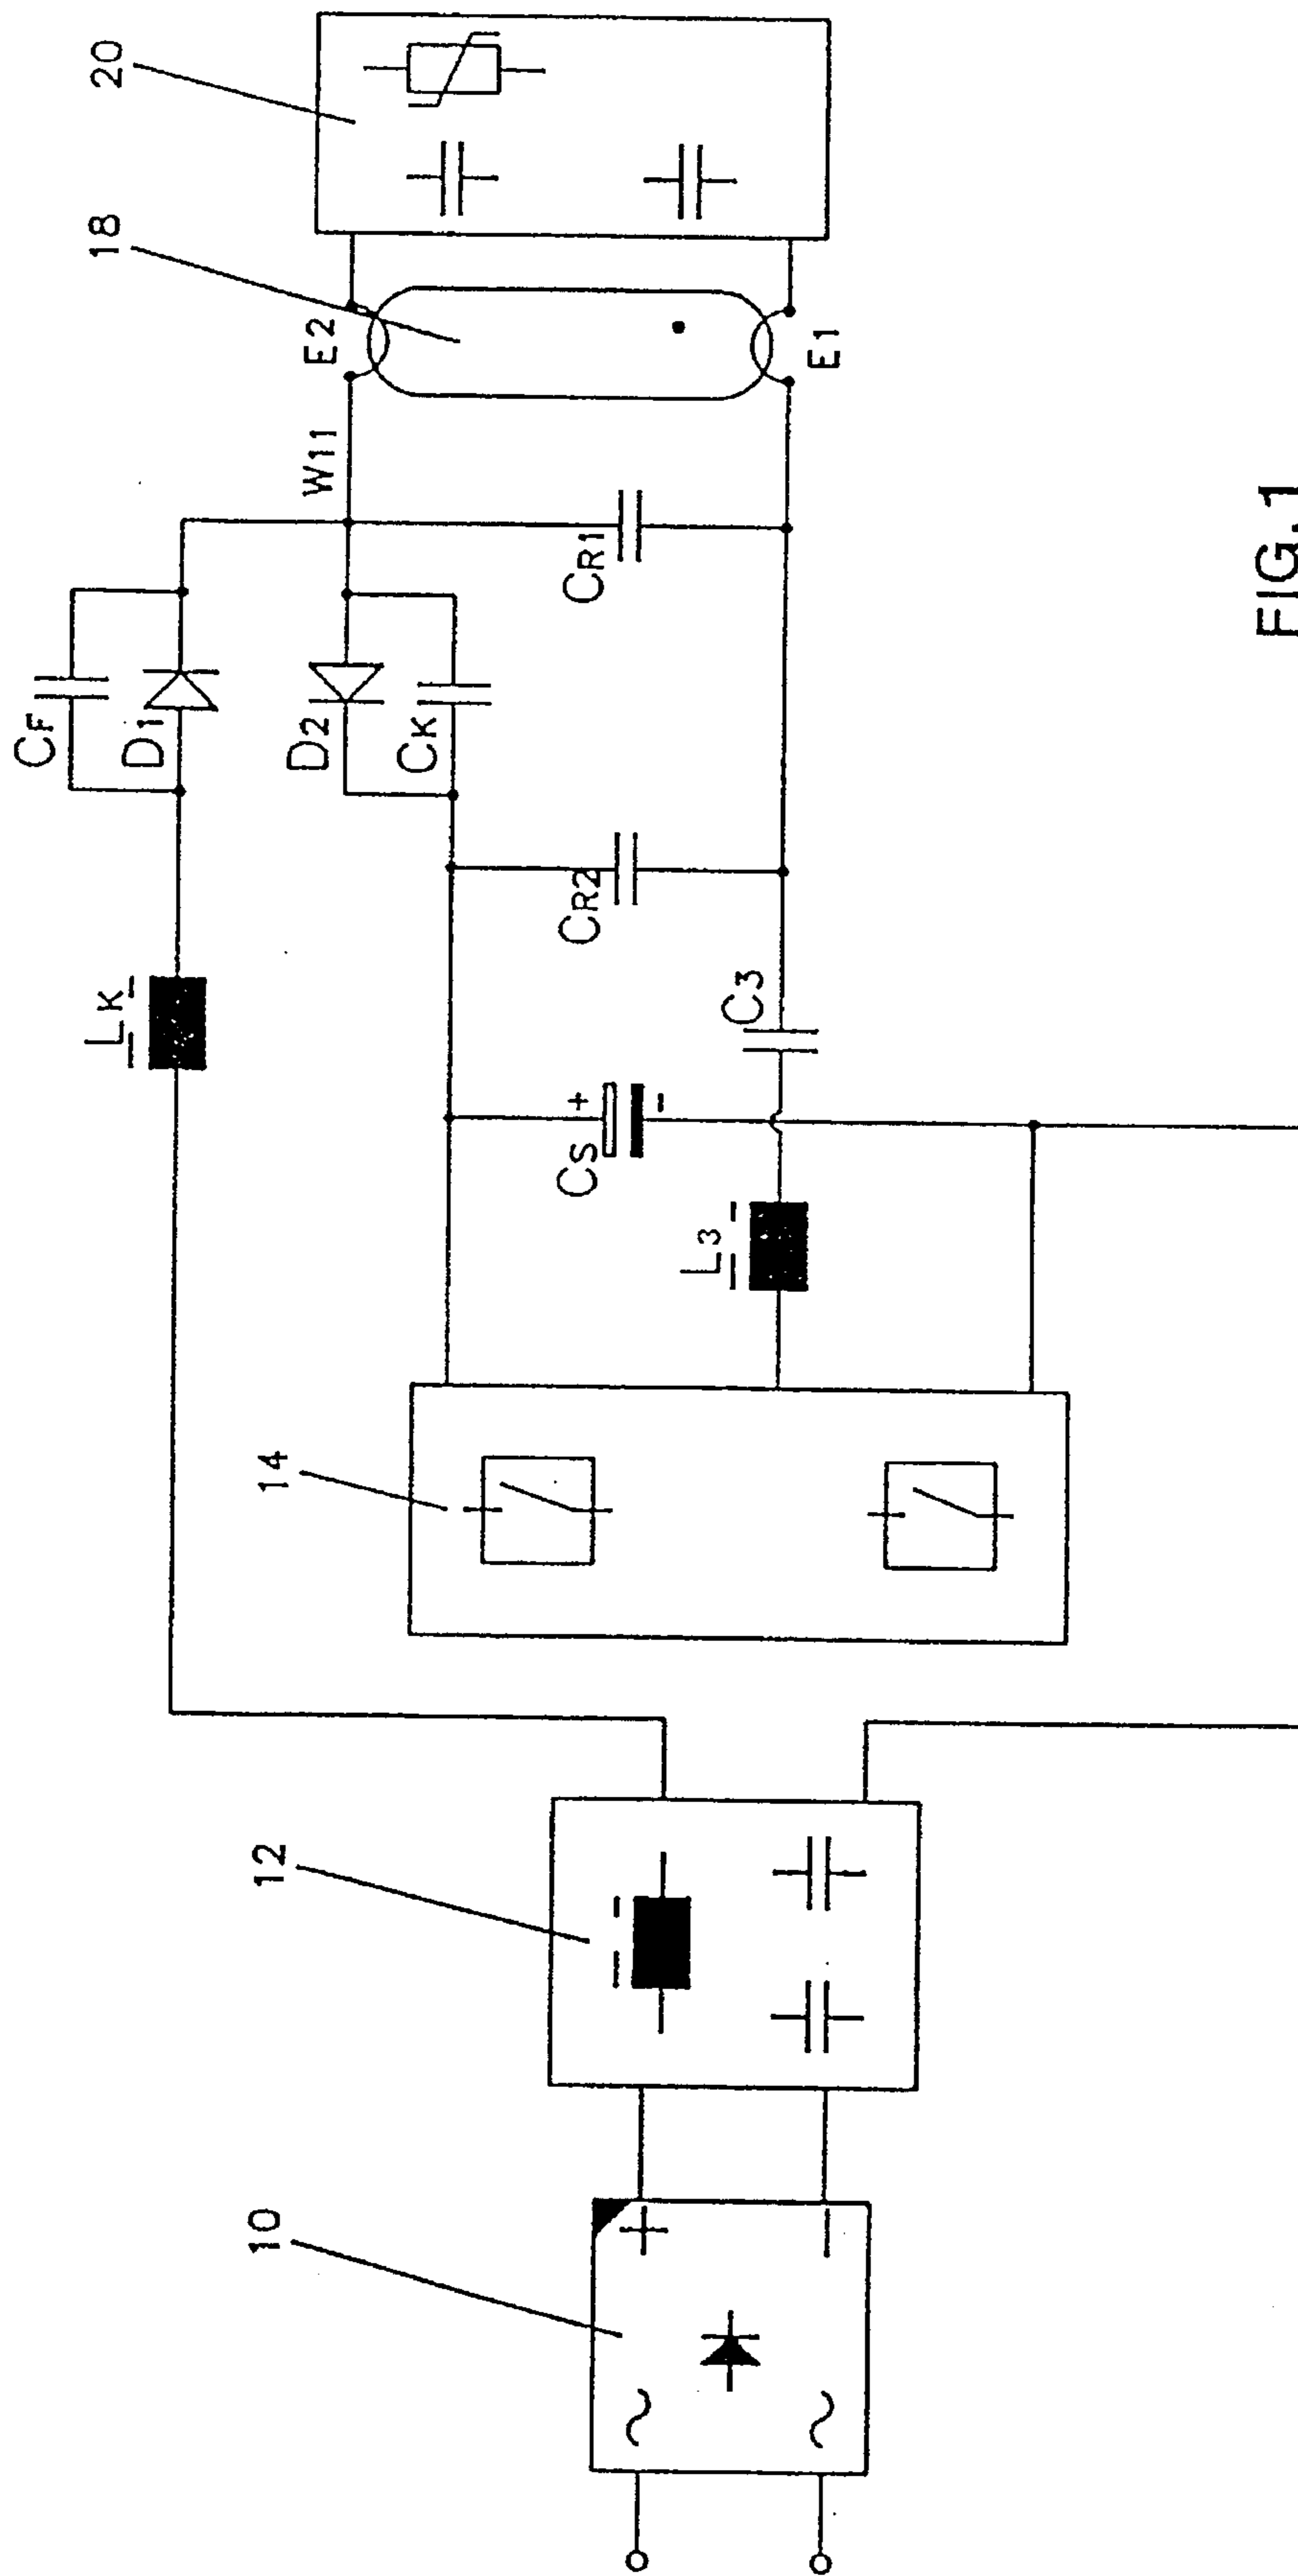 10
12
14
LK
CF
D1
D2
CK
W11
E2
18
20
CR2
CR1
CS
+
-
L3
C3
E1
+
~
~
−
FIG. 1